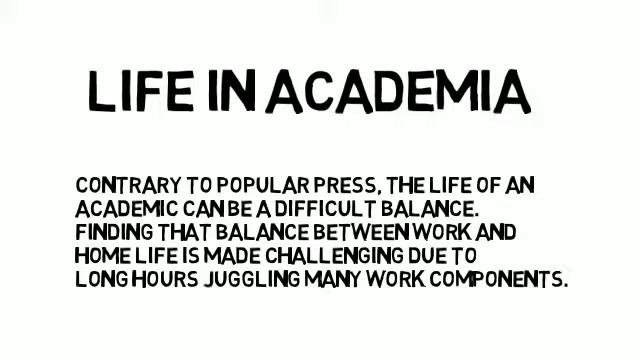 LIFE IN ACADEMIA
CONTRARY TO POPULAR PRESS, THE LIFE OF AN
ACADEMIC CAN BE A DIFFICULT BALANCE.
FINDING THAT BALANCE BETWEEN WORK AND
HOME LIFE IS MADE CHALLENGING DUE TO
LONG HOURS JUGGLING MANY WORK COMPONENTS.